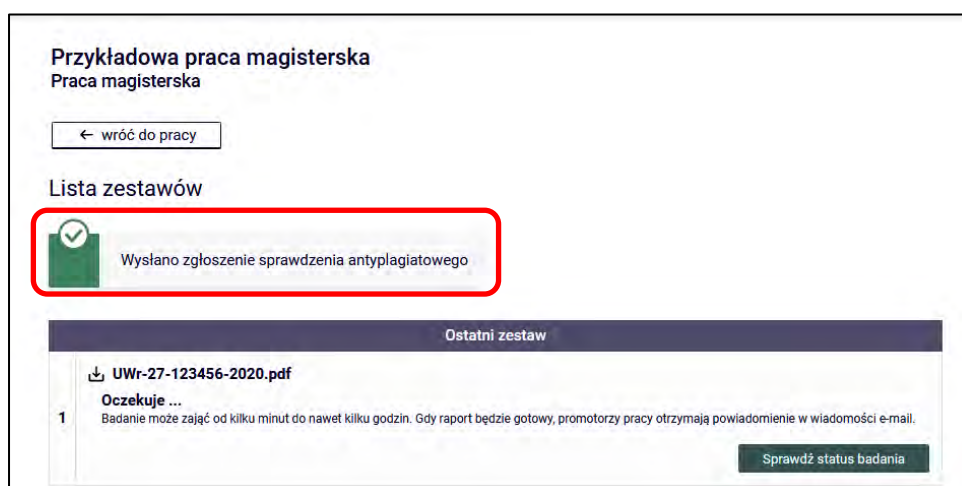 Przykładowa praca magisterska
Praca magisterska
← wróć do pracy
Lista zestawów
Wysłano zgłoszenie sprawdzenia antyplagiatowego
Ostatni zestaw
UWr-27-123456-2020.pdf
Oczekuje ...
1 Badanie może zająć od kilku minut do nawet kilku godzin. Gdy raport będzie gotowy, promotorzy pracy otrzymają powiadomienie w wiadomości e-mail.
Sprawdź status badania